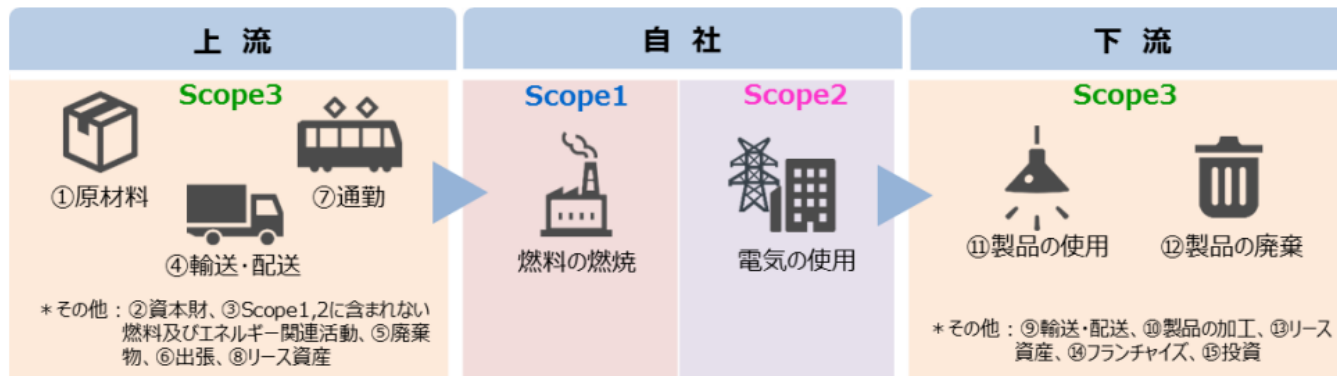 上 流
Scope3
①原材料
⑦通勤
④輸送・配送
＊その他：②資本財、③Scope1,2に含まれない
燃料及びエネルギー関連活動、⑤廃棄
物、⑥出張、⑧リース資産
自 社
Scope1
燃料の燃焼
Scope2
電気の使用
下 流
Scope3
⑪製品の使用
⑫製品の廃棄
＊その他：⑨輸送・配送、⑩製品の加工、⑬リース
資産、⑭フランチャイズ、⑮投資